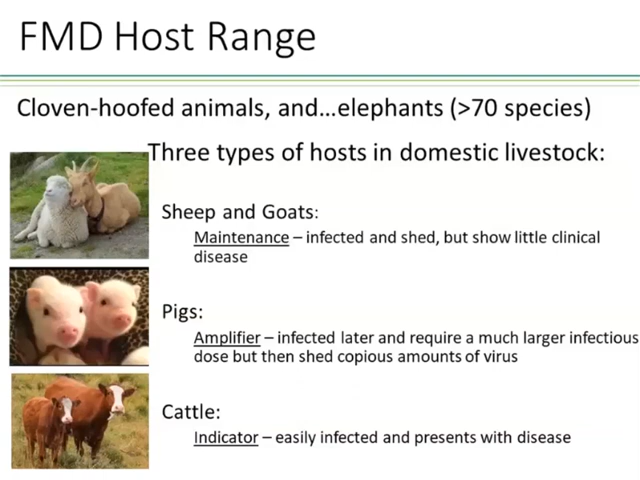 FMD Host Range
Cloven-hoofed animals, and…elephants (>70 species)
Three types of hosts in domestic livestock:
Sheep and Goats:
Maintenance – infected and shed, but show little clinical
disease
Pigs:
Amplifier – infected later and require a much larger infectious
dose but then shed copious amounts of virus
Cattle:
Indicator – easily infected and presents with disease